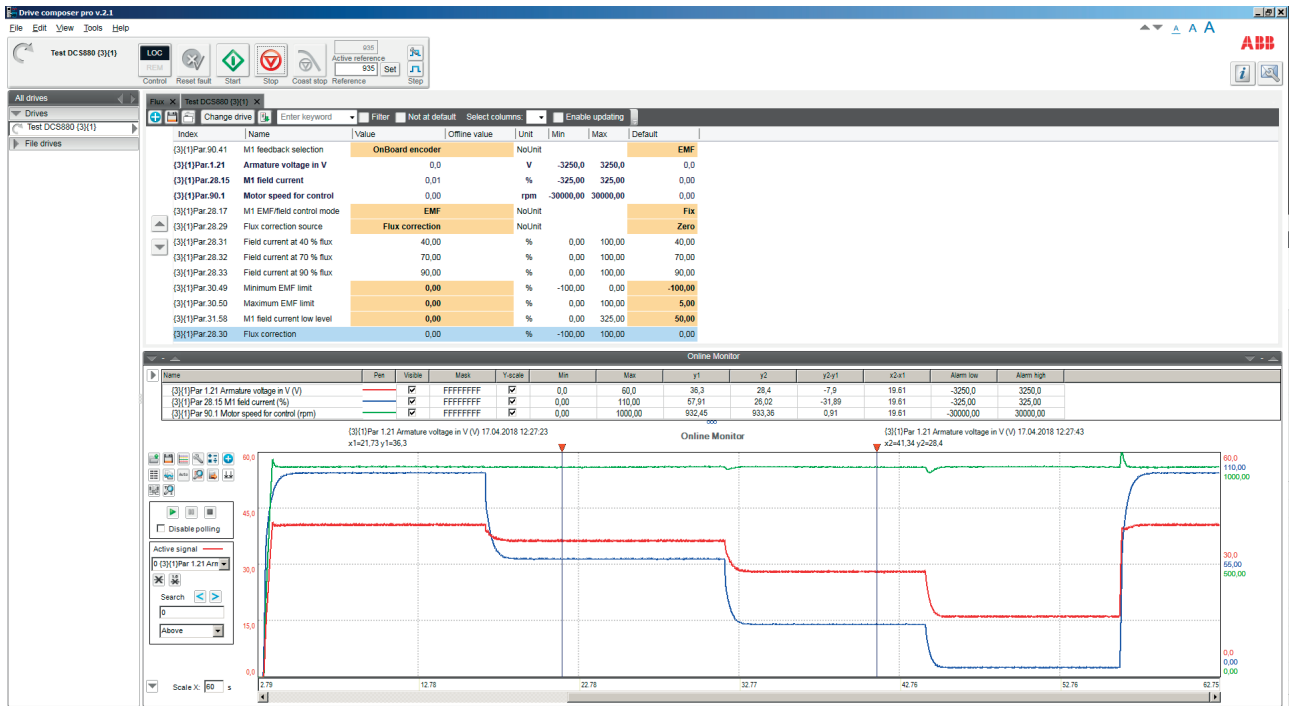 Drive composer pro v.2.1
File Edit View Tools Help
A A A
Test DCS880 {3}{1}
LOC
REM
Control Reset fault Start Stop Coast stop Reference Step
935
Active reference
935 Set
ABB
All drives
Drives
Test DCS880 {3}{1}
File drives
Flux Test DCS880 {3}{1}
Change drive Enter keyword Filter Not at default Select columns: Enable updating
Index Name Value Offline value Unit Min Max Default
{3}{1}Par.90.41 M1 feedback selection OnBoard encoder NoUnit EMF
{3}{1}Par.1.21 Armature voltage in V 0,0 V -3250,0 3250,0 0,0
{3}{1}Par.28.15 M1 field current 0,01 % -325,00 325,00 0,00
{3}{1}Par.90.1 Motor speed for control 0,00 rpm -30000,00 30000,00 0,00
{3}{1}Par.28.17 M1 EMF/field control mode EMF NoUnit Fix
{3}{1}Par.28.29 Flux correction source Flux correction NoUnit Zero
{3}{1}Par.28.31 Field current at 40 % flux 40,00 % 0,00 100,00 40,00
{3}{1}Par.28.32 Field current at 70 % flux 70,00 % 0,00 100,00 70,00
{3}{1}Par.28.33 Field current at 90 % flux 90,00 % 0,00 100,00 90,00
{3}{1}Par.30.49 Minimum EMF limit 0,00 % -100,00 0,00 -100,00
{3}{1}Par.30.50 Maximum EMF limit 0,00 % 0,00 100,00 5,00
{3}{1}Par.31.58 M1 field current low level 0,00 % 0,00 325,00 50,00
{3}{1}Par.28.30 Flux correction 0,00 % -100,00 100,00 0,00
Online Monitor
Name Pen Visible Mask Y-scale Min Max y1 y2 y2-y1 x2-x1 Alarm low Alarm high
{3}{1}Par 1.21 Armature voltage in V (V) FFFFFFFF 0,0 60,0 36,3 28,4 -7,9 19.61 -3250,0 3250,0
{3}{1}Par 28.15 M1 field current (%) FFFFFFFF 0,00 110,00 57,91 26,02 -31,89 19.61 -325,00 325,00
{3}{1}Par 90.1 Motor speed for control (rpm) FFFFFFFF 0,00 1000,00 932,45 933,36 0,91 19.61 -30000,00 30000,00
{3}{1}Par 1.21 Armature voltage in V (V) 17.04.2018 12:27:23
x1=21,73 y1=36,3
Online Monitor
{3}{1}Par 1.21 Armature voltage in V (V) 17.04.2018 12:27:43
x2=41,34 y2=28,4
60,0
45,0
30,0
15,0
0,0
60,0
110,00
1000,00
30,0
55,00
500,00
0,0
0,00
0,00
AUTO
Disable polling
Active signal
0 {3}{1}Par 1.21 Arm
Search
0
Above
Scale X: 60 s
2.79 12.78 22.78 32.77 42.76 52.76 62.75